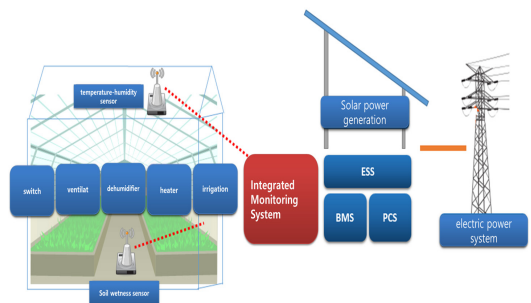 temperature-humidity
sensor
Solar power
generation
switch
ventilat
dehumidifier
heater
irrigation
Integrated
Monitoring
System
ESS
BMS
PCS
electric power
system
Soil wetness sensor